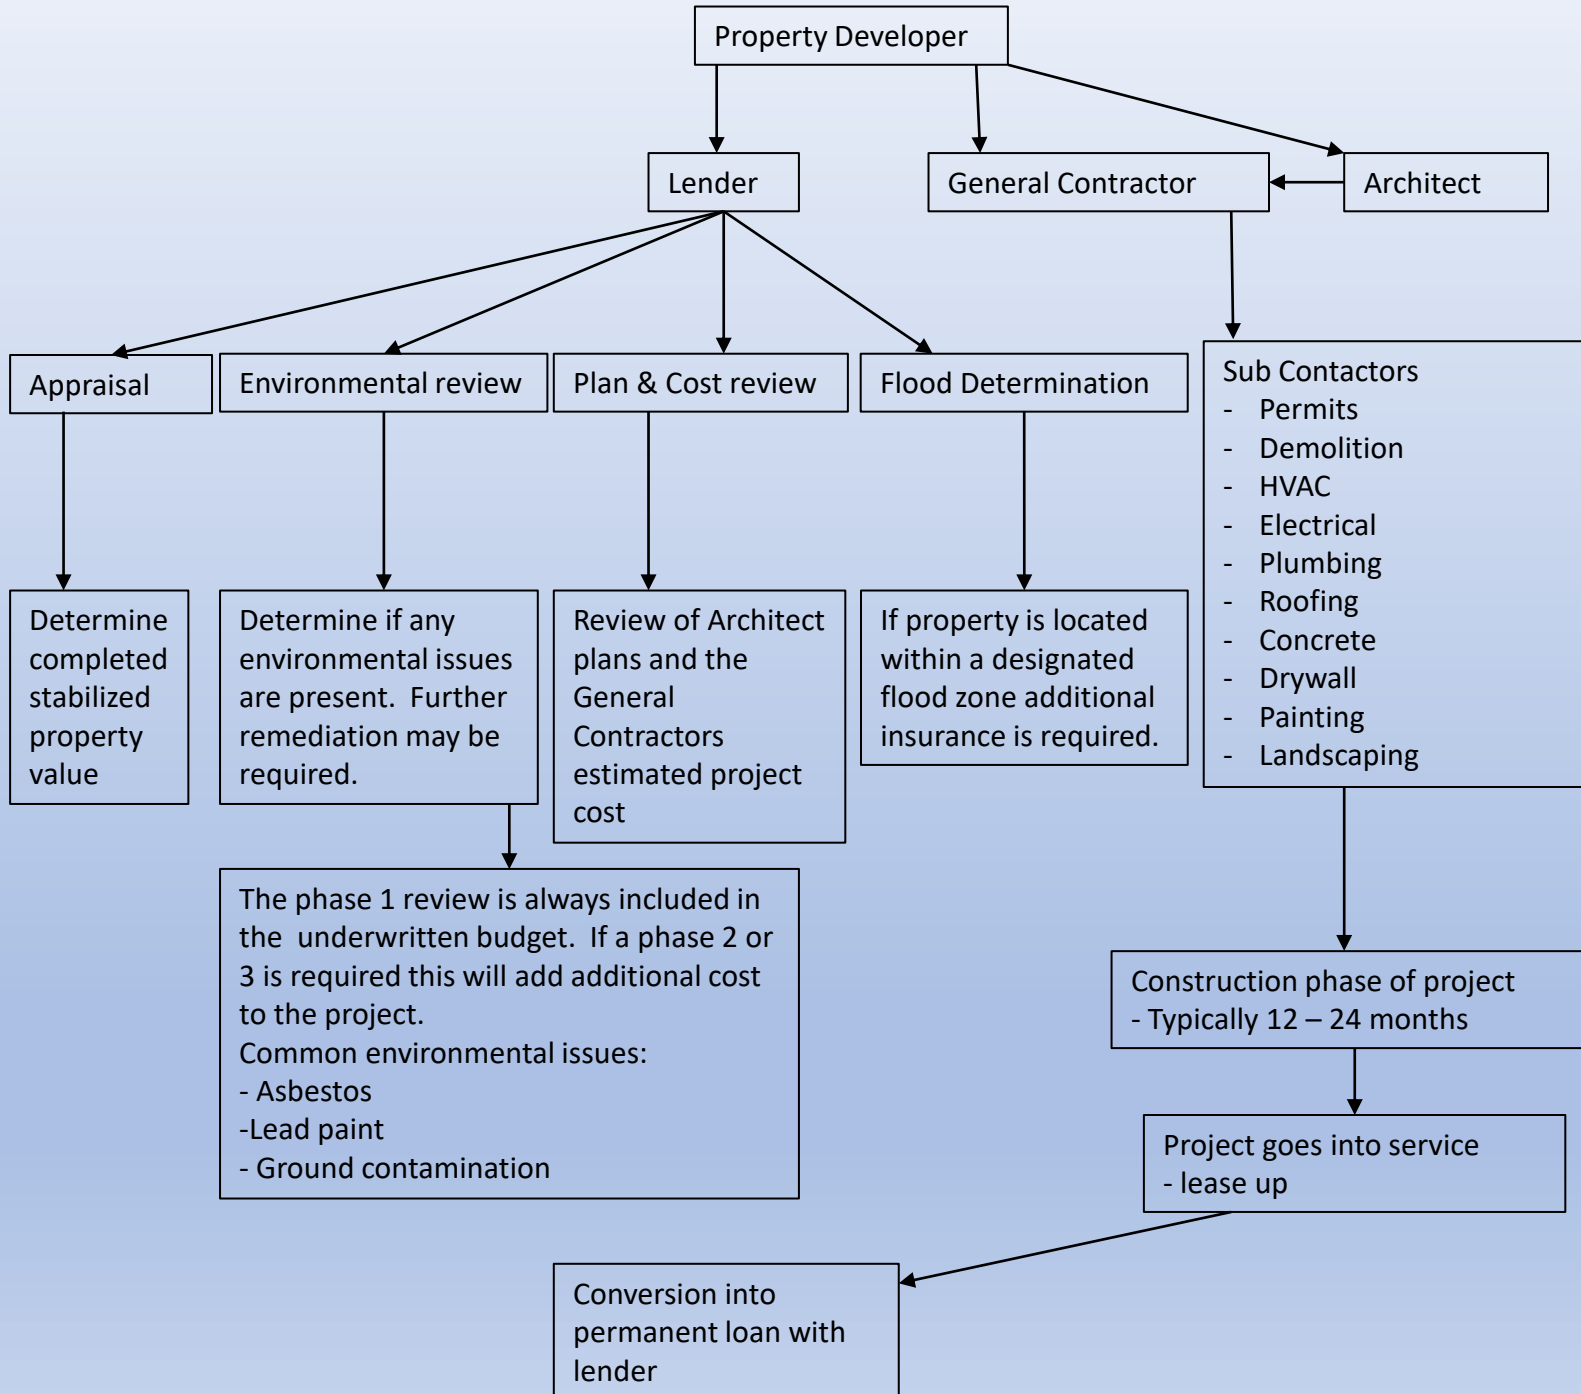 Property Developer
Lender
General Contractor
Architect
Appraisal
Environmental review
Plan & Cost review
Flood Determination
Sub Contactors
- Permits
- Demolition
- HVAC
- Electrical
- Plumbing
- Roofing
- Concrete
- Drywall
- Painting
- Landscaping
Determine
completed
stabilized
property
value
Determine if any
environmental issues
are present.  Further
remediation may be
required.
Review of Architect
plans and the
General
Contractors
estimated project
cost
If property is located
within a designated
flood zone additional
insurance is required.
The phase 1 review is always included in
the  underwritten budget.  If a phase 2 or
3 is required this will add additional cost
to the project.
Common environmental issues:
- Asbestos
-Lead paint
- Ground contamination
Construction phase of project
- Typically 12 – 24 months
Project goes into service
- lease up
Conversion into
permanent loan with
lender